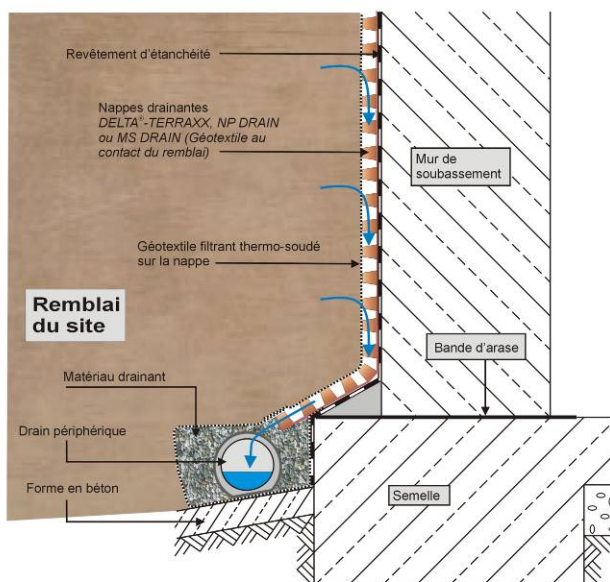 Revêtement d'étanchéité
Nappes drainantes
DELTA®-TERRAXX, NP DRAIN
ou MS DRAIN (Géotextile au
contact du remblai)
Mur de
soubassement
Géotextile filtrant thermo-soudé
sur la nappe
Remblai
du site
Bande d'arase
Matériau drainant
Drain périphérique
Forme en béton
Semelle